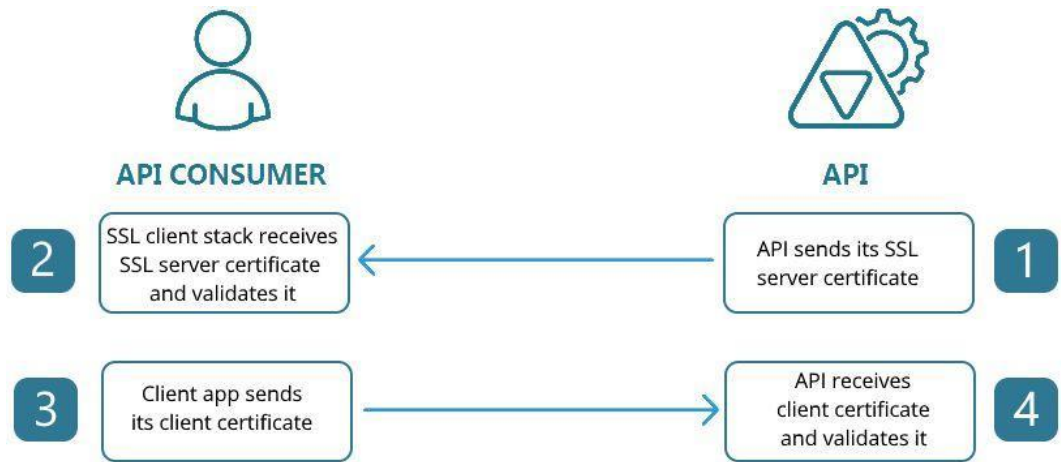 API CONSUMER
API
2
SSL client stack receives
SSL server certificate
and validates it
API sends its SSL
server certificate
1
3
Client app sends
its client certificate
API receives
client certificate
and validates it
4